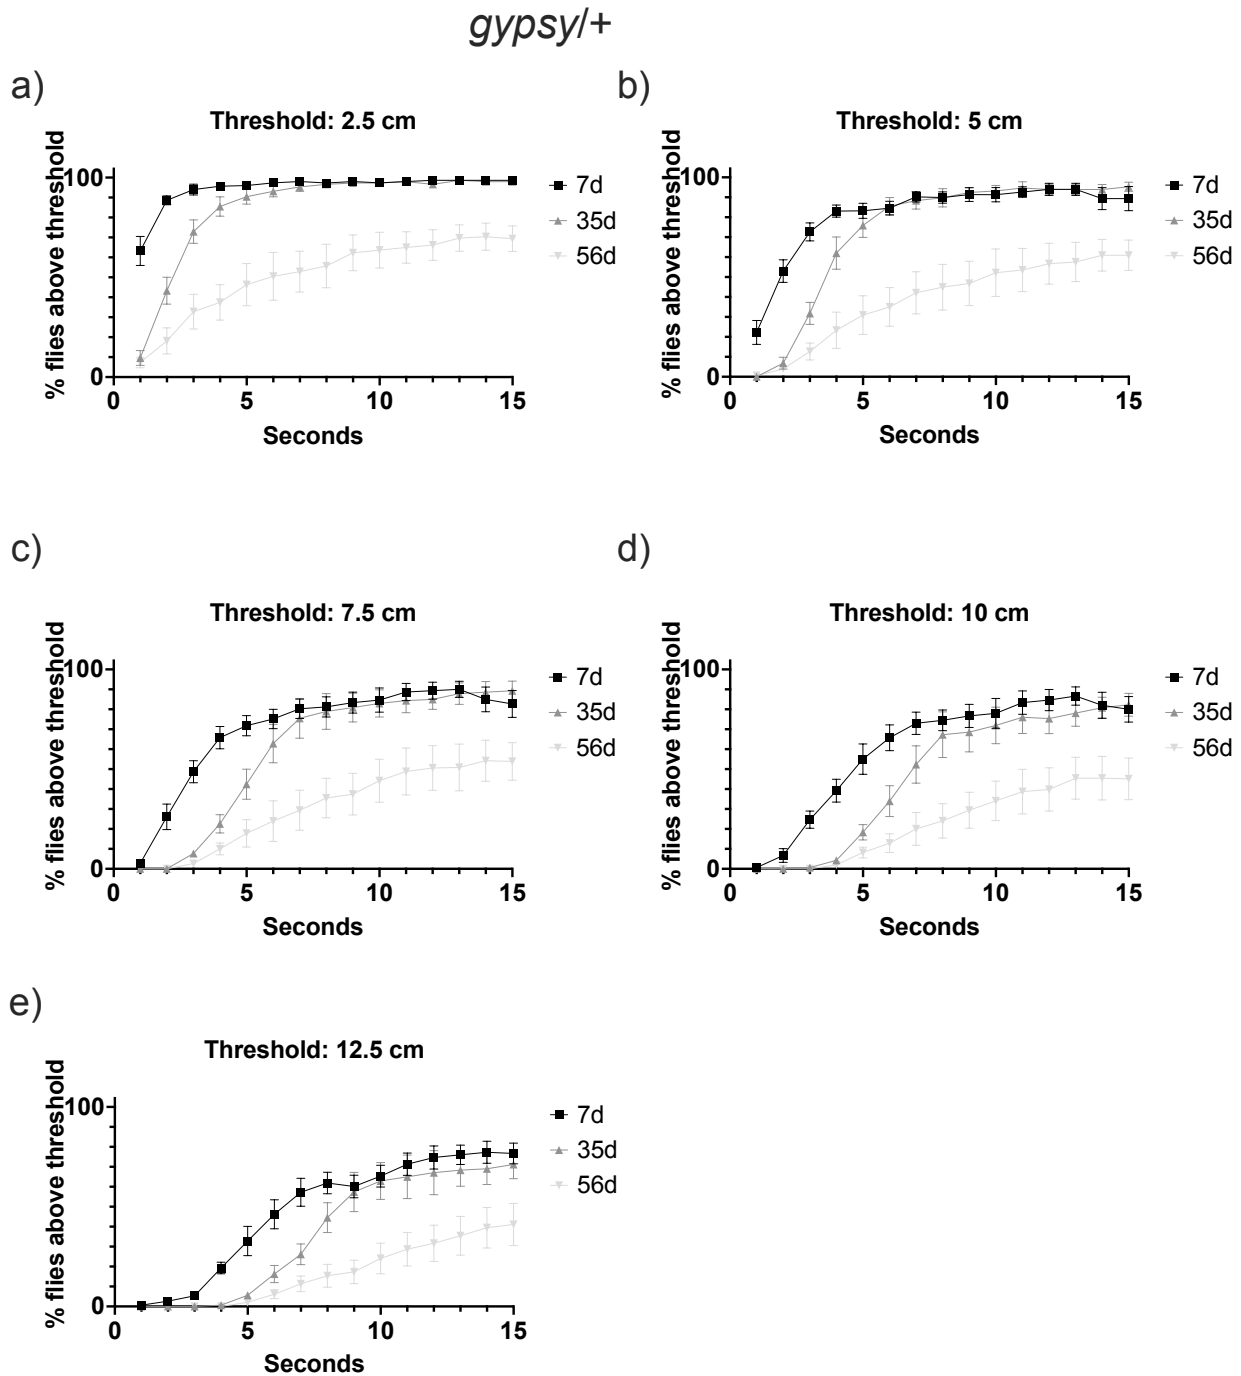 gypsy/+
a)
Threshold: 2.5 cm
% flies above threshold
100
0
0 5 10 15
Seconds
7d
35d
56d
b)
Threshold: 5 cm
% flies above threshold
100
0
0 5 10 15
Seconds
7d
35d
56d
c)
Threshold: 7.5 cm
% flies above threshold
100
0
0 5 10 15
Seconds
7d
35d
56d
d)
Threshold: 10 cm
% flies above threshold
100
0
0 5 10 15
Seconds
7d
35d
56d
e)
Threshold: 12.5 cm
% flies above threshold
100
0
0 5 10 15
Seconds
7d
35d
56d